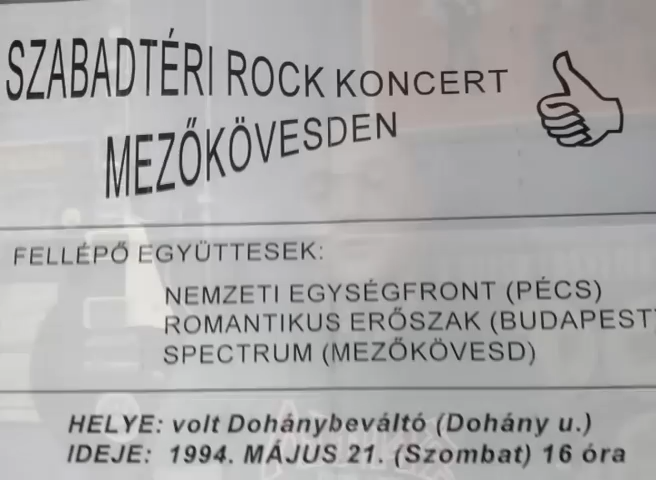 SZABADTÉRI ROCK KONCERT
MEZŐKÖVESDEN
FELLÉPŐ EGYÜTTESEK:
NEMZETI EGYSÉGFRONT (PÉCS)
ROMANTIKUS ERŐSZAK (BUDAPEST)
SPECTRUM (MEZŐKÖVESD)
HELYE: volt Dohánybeváltó (Dohány u.)
IDEJE: 1994. MÁJUS 21. (Szombat) 16 óra